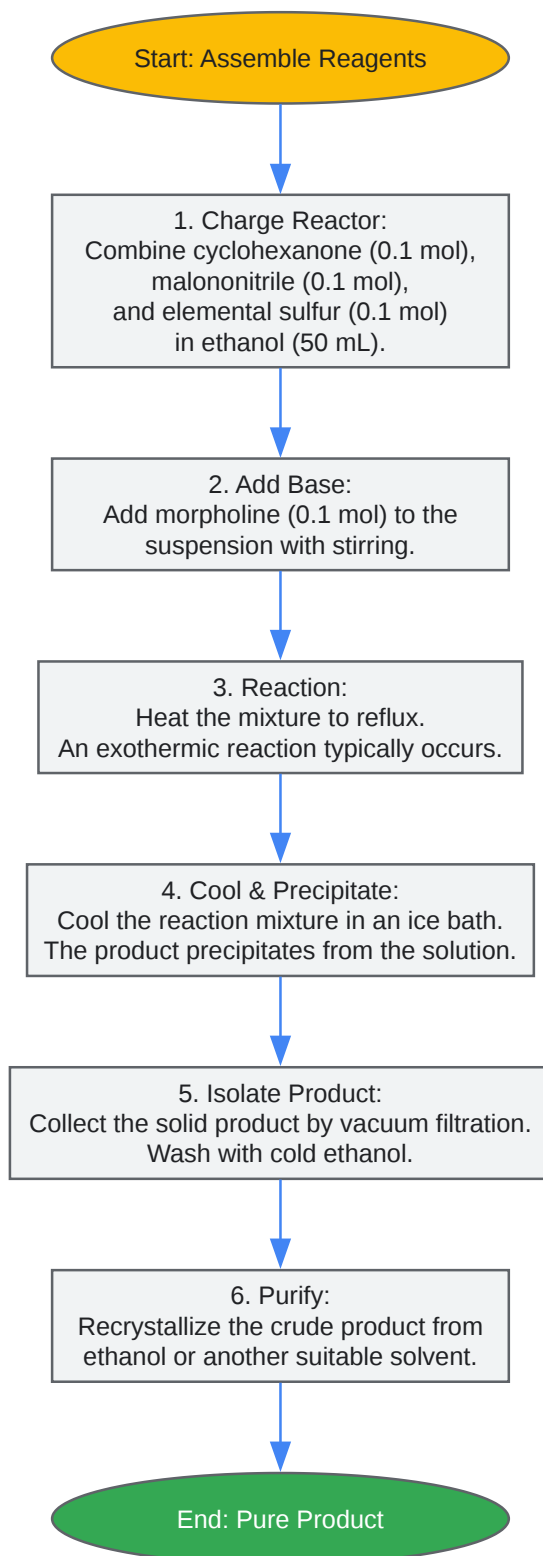 Start: Assemble Reagents
1. Charge Reactor:
Combine cyclohexanone (0.1 mol),
malononitrile (0.1 mol),
and elemental sulfur (0.1 mol)
in ethanol (50 mL).
2. Add Base:
Add morpholine (0.1 mol) to the
suspension with stirring.
3. Reaction:
Heat the mixture to reflux.
An exothermic reaction typically occurs.
4. Cool & Precipitate:
Cool the reaction mixture in an ice bath.
The product precipitates from the solution.
5. Isolate Product:
Collect the solid product by vacuum filtration.
Wash with cold ethanol.
6. Purify:
Recrystallize the crude product from
ethanol or another suitable solvent.
End: Pure Product